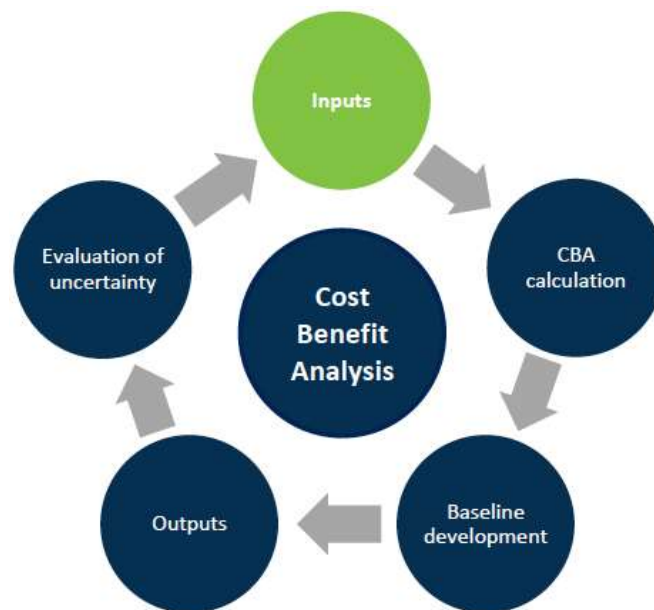 Inputs
CBA
calculation
Baseline
development
Outputs
Evaluation of
uncertainty
Cost
Benefit
Analysis